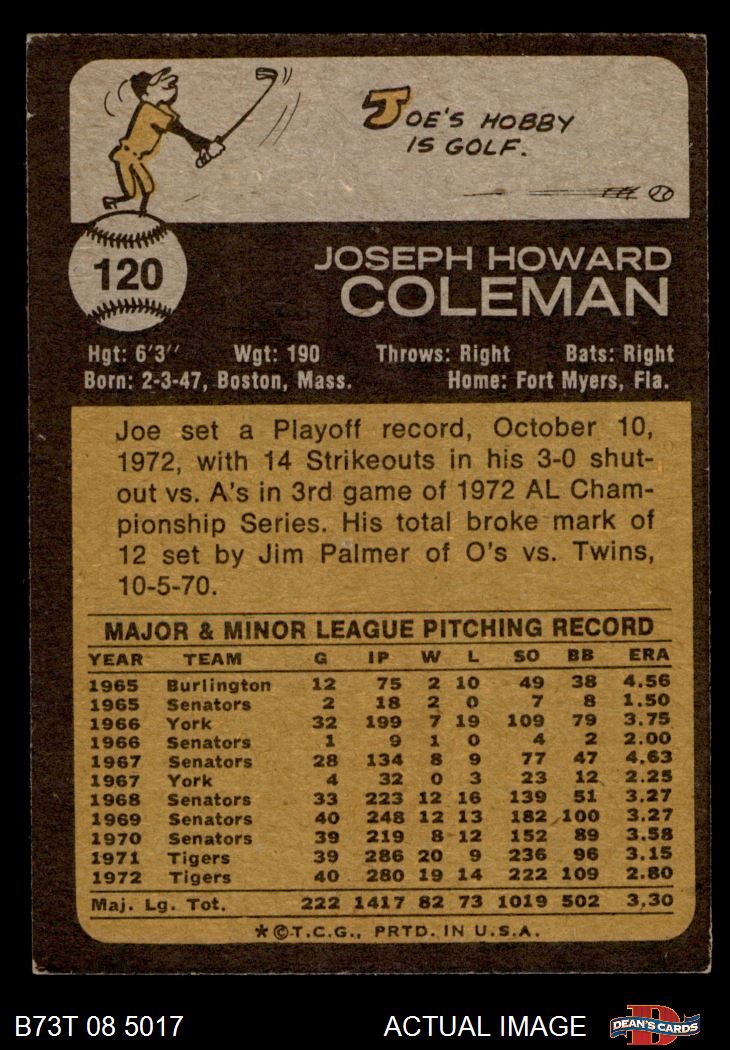 JOE'S HOBBY
IS GOLF.
120
JOSEPH HOWARD
COLEMAN
Hgt: 6'3" Wgt: 190 Throws: Right Bats: Right
Born: 2-3-47, Boston, Mass. Home: Fort Myers, Fla.
Joe set a Playoff record, October 10,
1972, with 14 Strikeouts in his 3-0 shut-
out vs. A's in 3rd game of 1972 AL Cham-
pionship Series. His total broke mark of
12 set by Jim Palmer of O's vs. Twins,
10-5-70.
MAJOR & MINOR LEAGUE PITCHING RECORD
YEAR TEAM G IP W L SO BB ERA
1965 Burlington 12 75 2 10 49 38 4.56
1965 Senators 2 18 2 0 7 8 1.50
1966 York 32 199 7 19 109 79 3.75
1966 Senators 1 9 1 0 4 2 2.00
1967 Senators 28 134 8 9 77 47 4.63
1967 York 4 32 0 3 23 12 2.25
1968 Senators 33 223 12 16 139 51 3.27
1969 Senators 40 248 12 13 182 100 3.27
1970 Senators 39 219 8 12 152 89 3.58
1971 Tigers 39 286 20 9 236 96 3.15
1972 Tigers 40 280 19 14 222 109 2.80
Maj. Lg. Tot. 222 1417 82 73 1019 502 3.30
*©T.C.G., PRTD. IN U.S.A.
B73T 08 5017 ACTUAL IMAGE DEAN'S CARDS